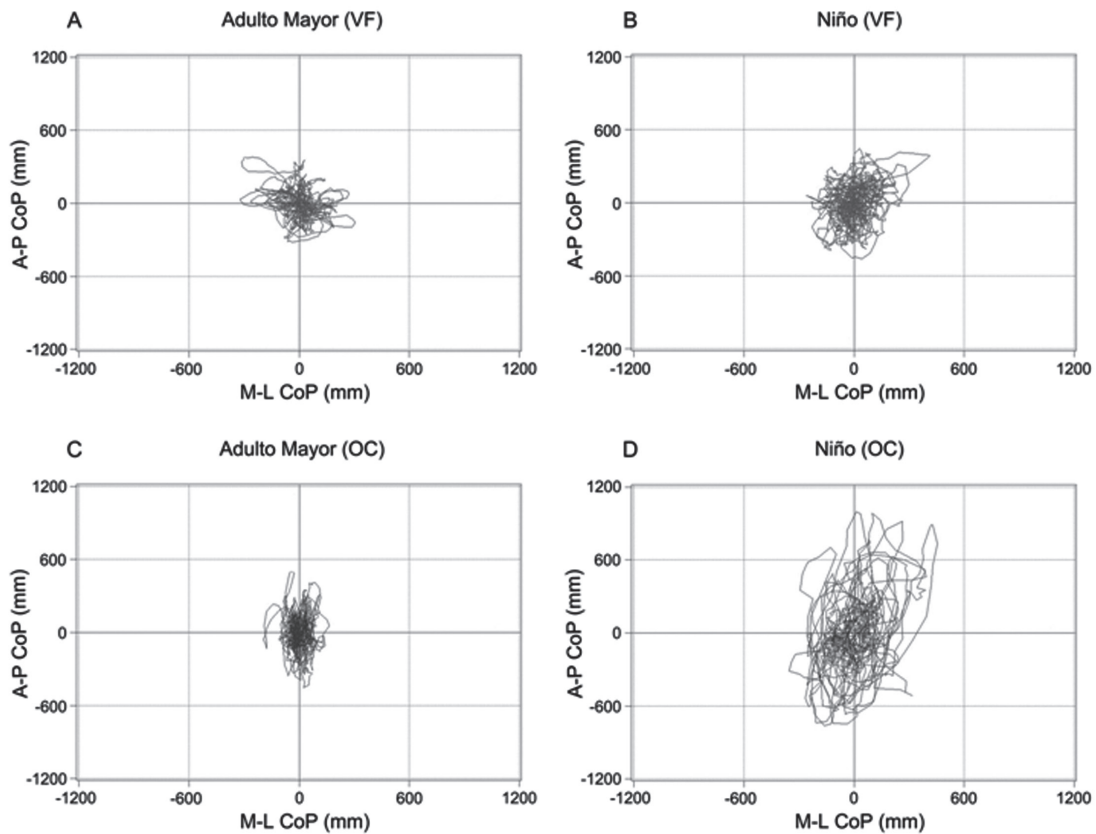 A Adulto Mayor (VF)
1200
600
0
-600
-1200
A-P CoP (mm)
-1200 -600 0 600 1200
M-L CoP (mm)
B Niño (VF)
1200
600
0
-600
-1200
A-P CoP (mm)
-1200 -600 0 600 1200
M-L CoP (mm)
C Adulto Mayor (OC)
1200
600
0
-600
-1200
A-P CoP (mm)
-1200 -600 0 600 1200
M-L CoP (mm)
D Niño (OC)
1200
600
0
-600
-1200
A-P CoP (mm)
-1200 -600 0 600 1200
M-L CoP (mm)